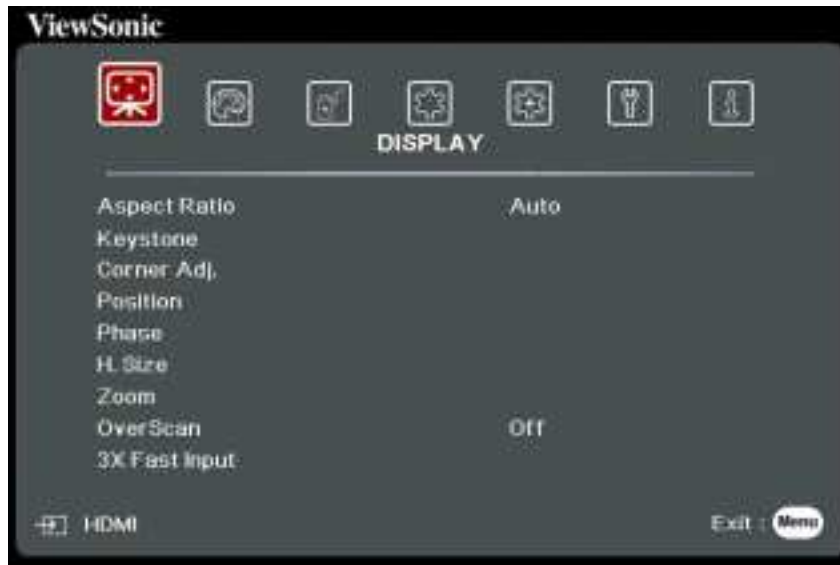 ViewSonic
DISPLAY
Aspect Ratio Auto
Keystone
Corner Adj.
Position
Phase
H. Size
Zoom
OverScan Off
3X Fast Input
HDMI Exit : Menu